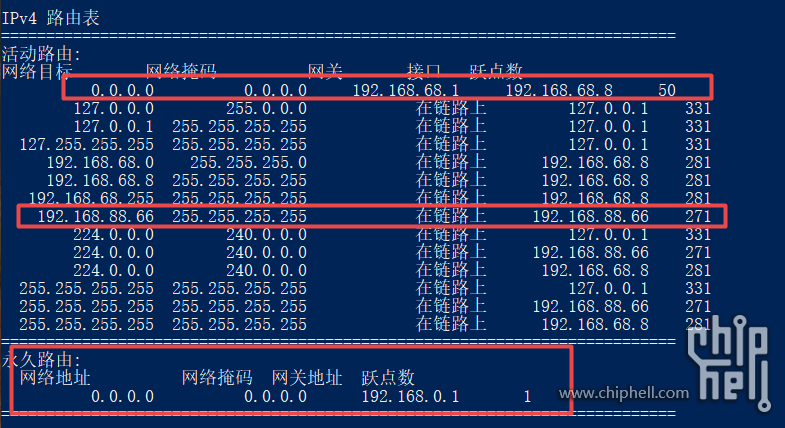 IPv4 路由表
===========================================================================
活动路由:
网络目标 网络掩码 网关 接口 跃点数
0.0.0.0 0.0.0.0 192.168.68.1 192.168.68.8 50
127.0.0.0 255.0.0.0 在链路上 127.0.0.1 331
127.0.0.1 255.255.255.255 在链路上 127.0.0.1 331
127.255.255.255 255.255.255.255 在链路上 127.0.0.1 331
192.168.68.0 255.255.255.0 在链路上 192.168.68.8 281
192.168.68.8 255.255.255.255 在链路上 192.168.68.8 281
192.168.68.255 255.255.255.255 在链路上 192.168.68.8 281
192.168.88.66 255.255.255.255 在链路上 192.168.88.66 271
224.0.0.0 240.0.0.0 在链路上 127.0.0.1 331
224.0.0.0 240.0.0.0 在链路上 192.168.88.66 271
224.0.0.0 240.0.0.0 在链路上 192.168.68.8 281
255.255.255.255 255.255.255.255 在链路上 127.0.0.1 331
255.255.255.255 255.255.255.255 在链路上 192.168.88.66 271
255.255.255.255 255.255.255.255 在链路上 192.168.68.8 281
===========================================================================
永久路由:
网络地址 网络掩码 网关地址 跃点数
0.0.0.0 0.0.0.0 192.168.0.1 1
===========================================================================
chip
hell
www.chiphell.com